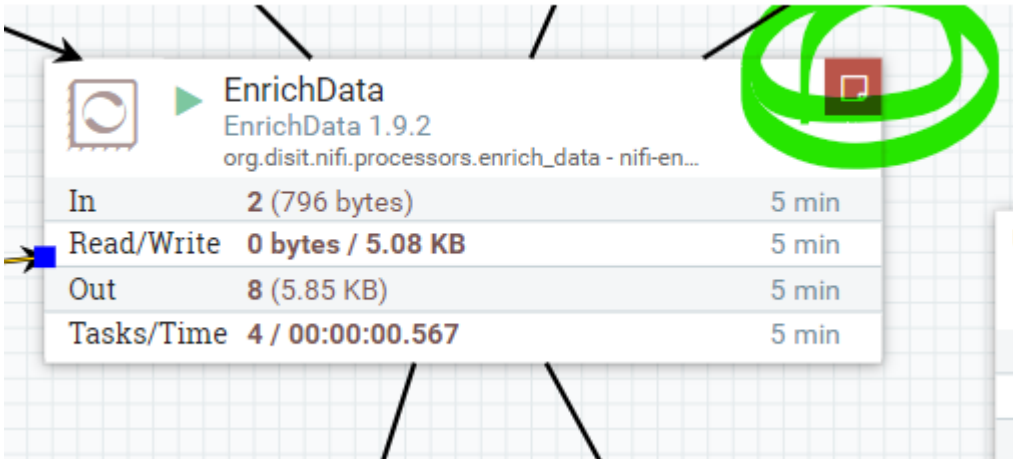 EnrichData
EnrichData 1.9.2
org.disit.nifi.processors.enrich_data - nifi-en...
In 2 (796 bytes) 5 min
Read/Write 0 bytes / 5.08 KB 5 min
Out 8 (5.85 KB) 5 min
Tasks/Time 4 / 00:00:00.567 5 min